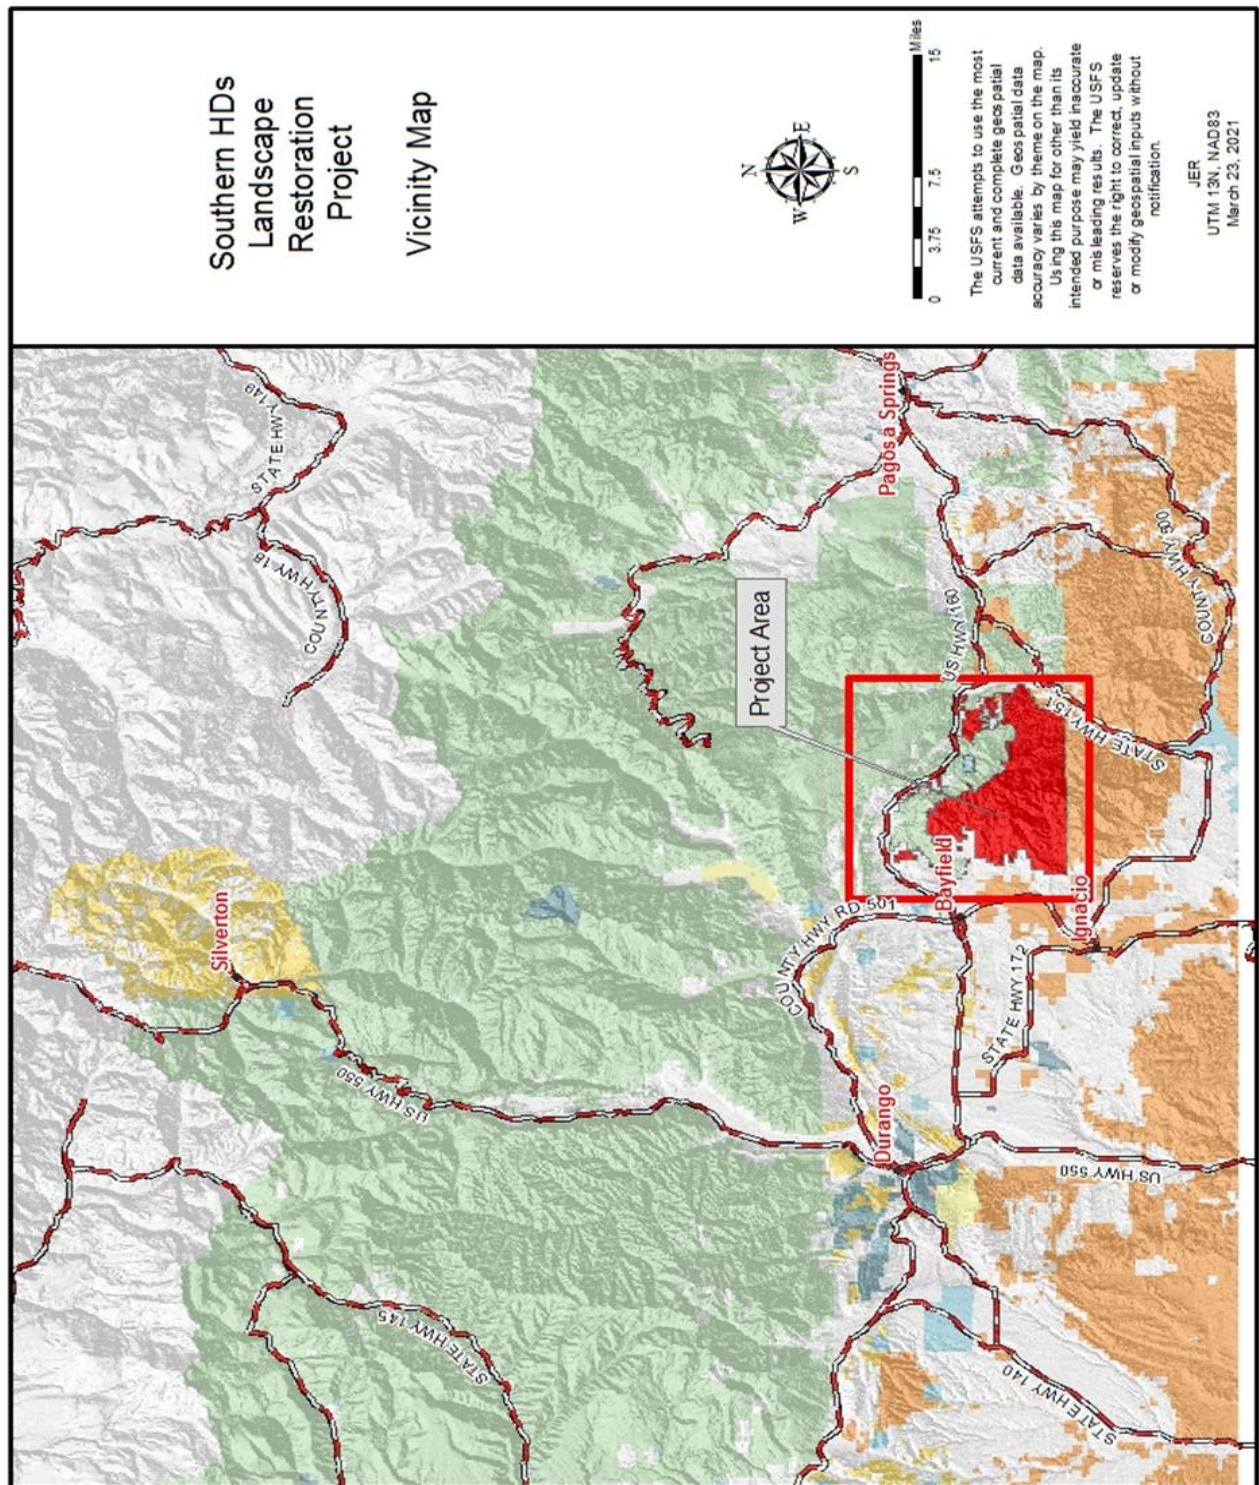 Southern HDs
Landscape
Restoration
Project
Vicinity Map
N
W
E
S
Miles
0
3.75
7.5
15
The USFS attempts to use the most
current and complete geospatial
data available. Geospatial data
accuracy varies by theme on the map.
Using this map for other than its
intended purpose may yield inaccurate
or misleading results. The USFS
reserves the right to correct, update
or modify geospatial inputs without
notification.
JER
UTM 13N, NAD83
March 23, 2021
STATE HWY 149
COUNTY HWY 18
Pagosa Springs
Project Area
US HWY 160
COUNTY HWY 500
STATE HWY 151
Silverton
Bayfield
Ignacio
COUNTY HWY RD 501
STATE HWY 172
US HWY 550
Durango
US HWY 550
STATE HWY 145
STATE HWY 140